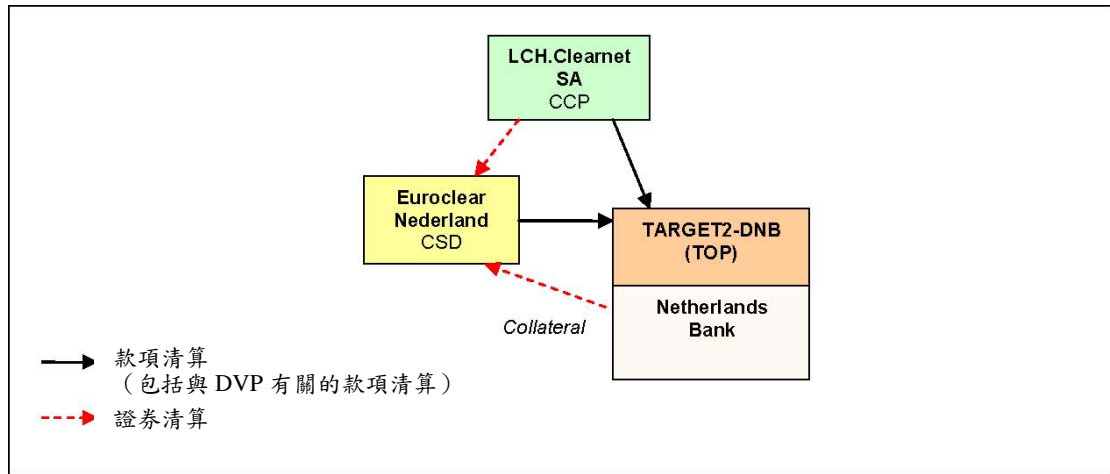 LCH.Clearnet
SA
CCP
Euroclear
Nederland
CSD
TARGET2-DNB
(TOP)
Netherlands
Bank
Collateral
款項清算
（包括與 DVP 有關的款項清算）
證券清算